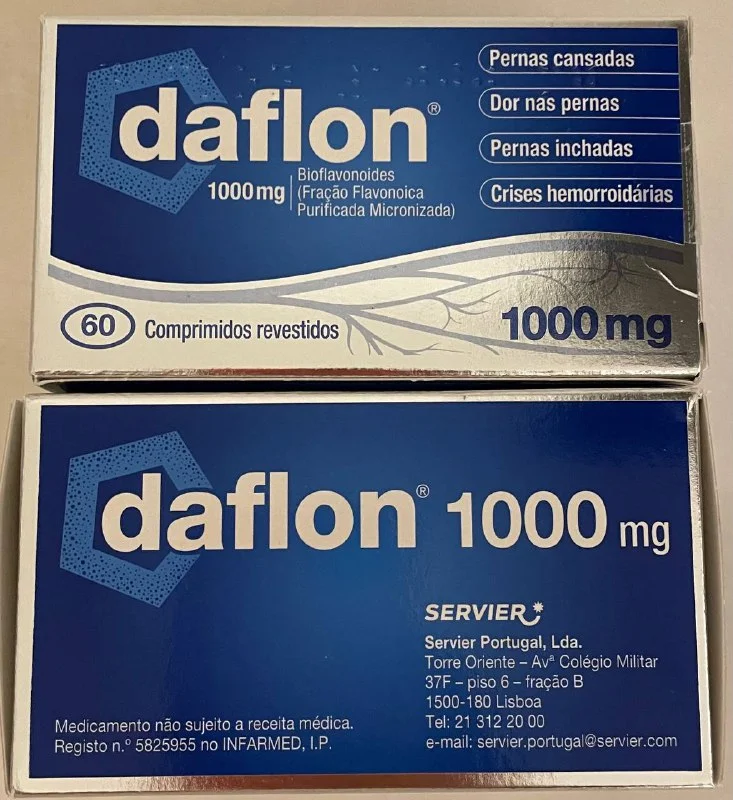 daflon®
1000 mg
Bioflavonoides
(Fração Flavonoica
Purificada Micronizada)
Pernas cansadas
Dor nas pernas
Pernas inchadas
Crises hemorroidárias
60 Comprimidos revestidos
1000 mg
daflon® 1000 mg
SERVIER
Servier Portugal, Lda.
Torre Oriente – Avª Colégio Militar
37F – piso 6 – fração B
1500-180 Lisboa
Tel: 21 312 20 00
e-mail: servier.portugal@servier.com
Medicamento não sujeito a receita médica.
Registo n.º 5825955 no INFARMED, I.P.